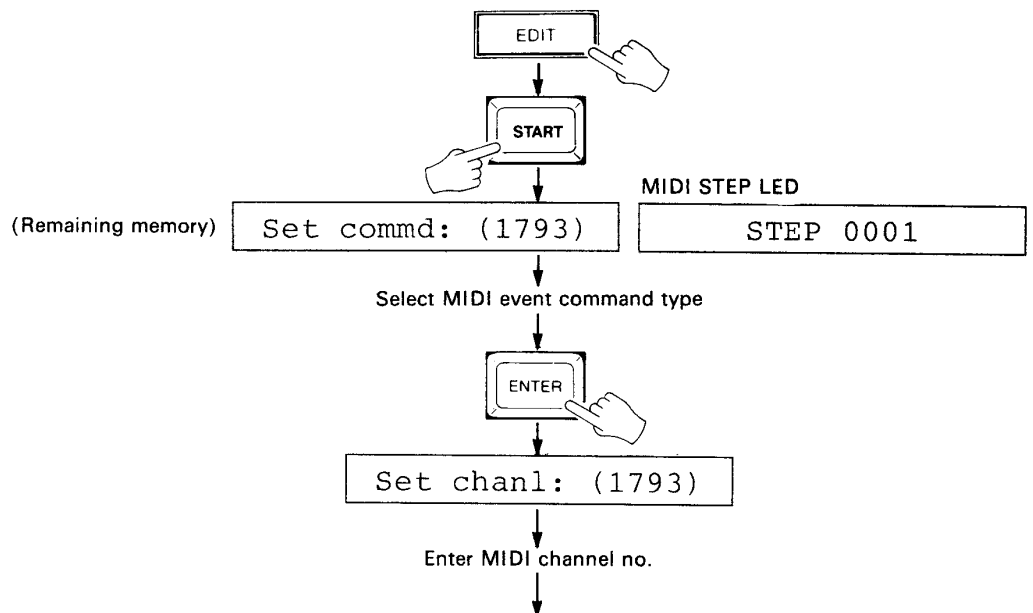 EDIT
START
MIDI STEP LED
(Remaining memory) Set commd: (1793) STEP 0001
Select MIDI event command type
ENTER
Set chanl: (1793)
Enter MIDI channel no.